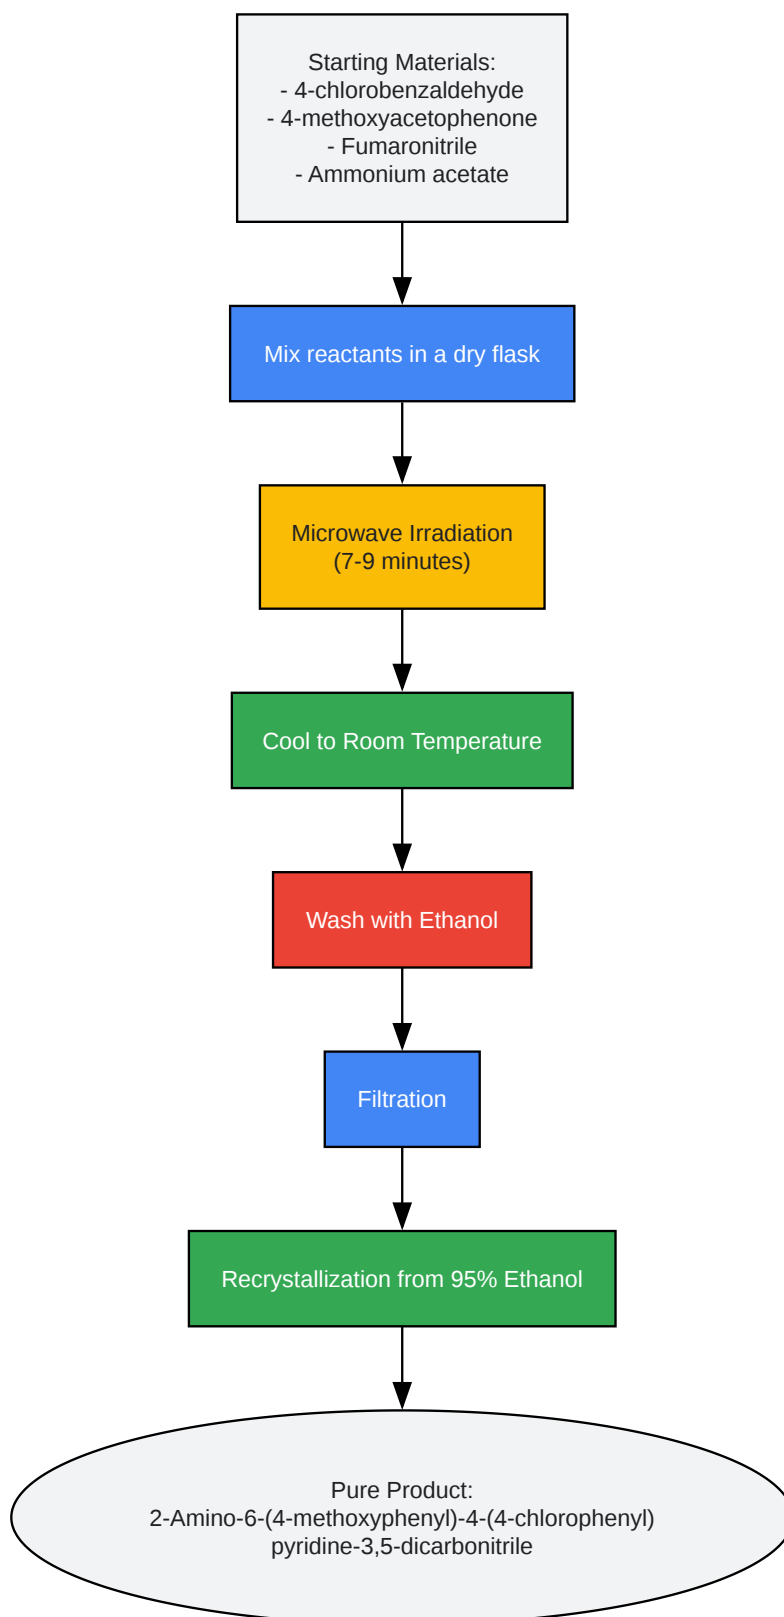 Starting Materials:
- 4-chlorobenzaldehyde
- 4-methoxyacetophenone
- Fumaronitrile
- Ammonium acetate
Mix reactants in a dry flask
Microwave Irradiation
(7-9 minutes)
Cool to Room Temperature
Wash with Ethanol
Filtration
Recrystallization from 95% Ethanol
Pure Product:
2-Amino-6-(4-methoxyphenyl)-4-(4-chlorophenyl)
pyridine-3,5-dicarbonitrile